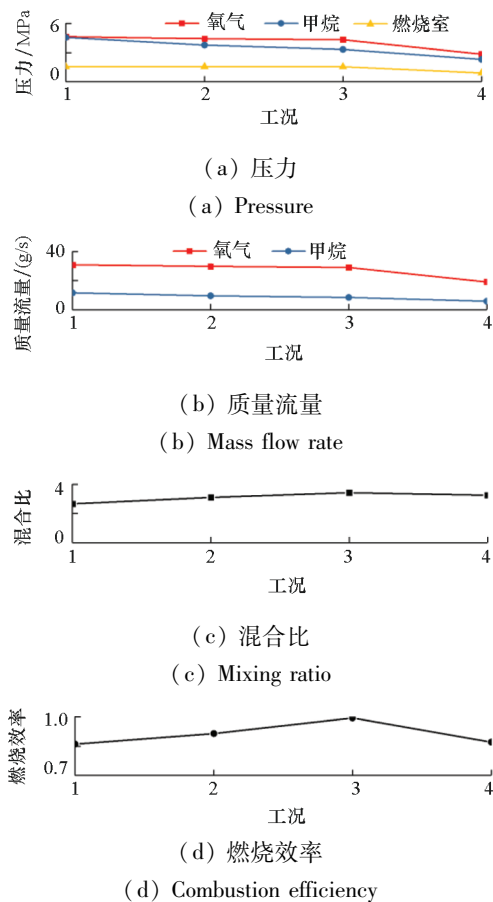 氧气 甲烷 燃烧室
压力/MPa
6
0
1 2 3 4
工况
(a) 压力
(a) Pressure
氧气 甲烷
质量流量/(g/s)
40
0
1 2 3 4
工况
(b) 质量流量
(b) Mass flow rate
混合比
4
0
1 2 3 4
工况
(c) 混合比
(c) Mixing ratio
燃烧效率
1.0
0.7
1 2 3 4
工况
(d) 燃烧效率
(d) Combustion efficiency